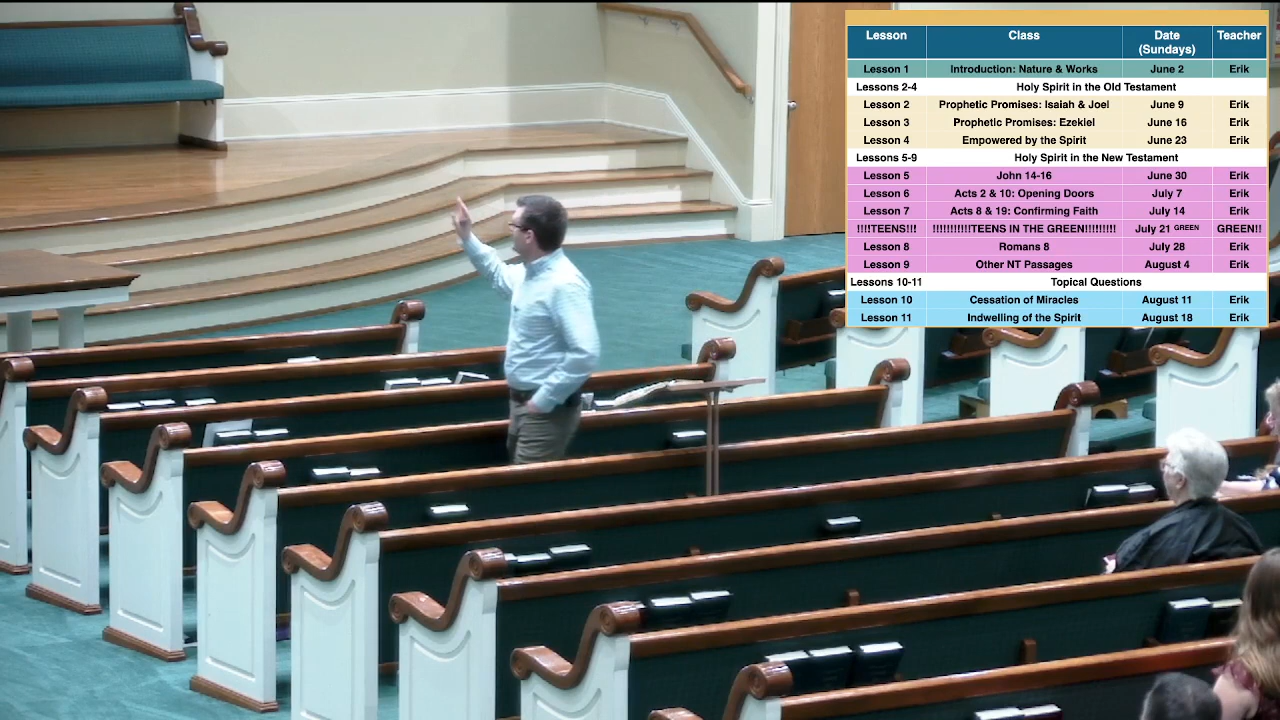 Lesson Class Date (Sundays) Teacher
Lesson 1 Introduction: Nature & Works June 2 Erik
Lessons 2-4 Holy Spirit in the Old Testament
Lesson 2 Prophetic Promises: Isaiah & Joel June 9 Erik
Lesson 3 Prophetic Promises: Ezekiel June 16 Erik
Lesson 4 Empowered by the Spirit June 23 Erik
Lessons 5-9 Holy Spirit in the New Testament
Lesson 5 John 14-16 June 30 Erik
Lesson 6 Acts 2 & 10: Opening Doors July 7 Erik
Lesson 7 Acts 8 & 19: Confirming Faith July 14 Erik
!!!!TEENS!!! !!!!!!!!!!!TEENS IN THE GREEN!!!!!!!!! July 21 GREEN GREEN!!
Lesson 8 Romans 8 July 28 Erik
Lesson 9 Other NT Passages August 4 Erik
Lessons 10-11 Topical Questions
Lesson 10 Cessation of Miracles August 11 Erik
Lesson 11 Indwelling of the Spirit August 18 Erik